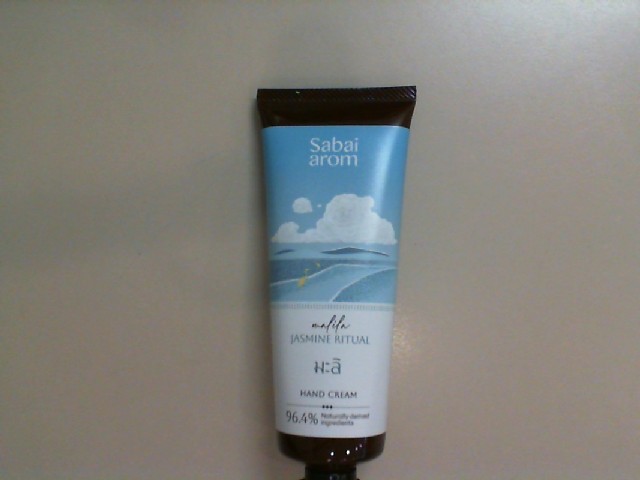 Sabai
arom
malila
JASMINE RITUAL
มะลิ
HAND CREAM
96.4% Naturally derived
ingredients